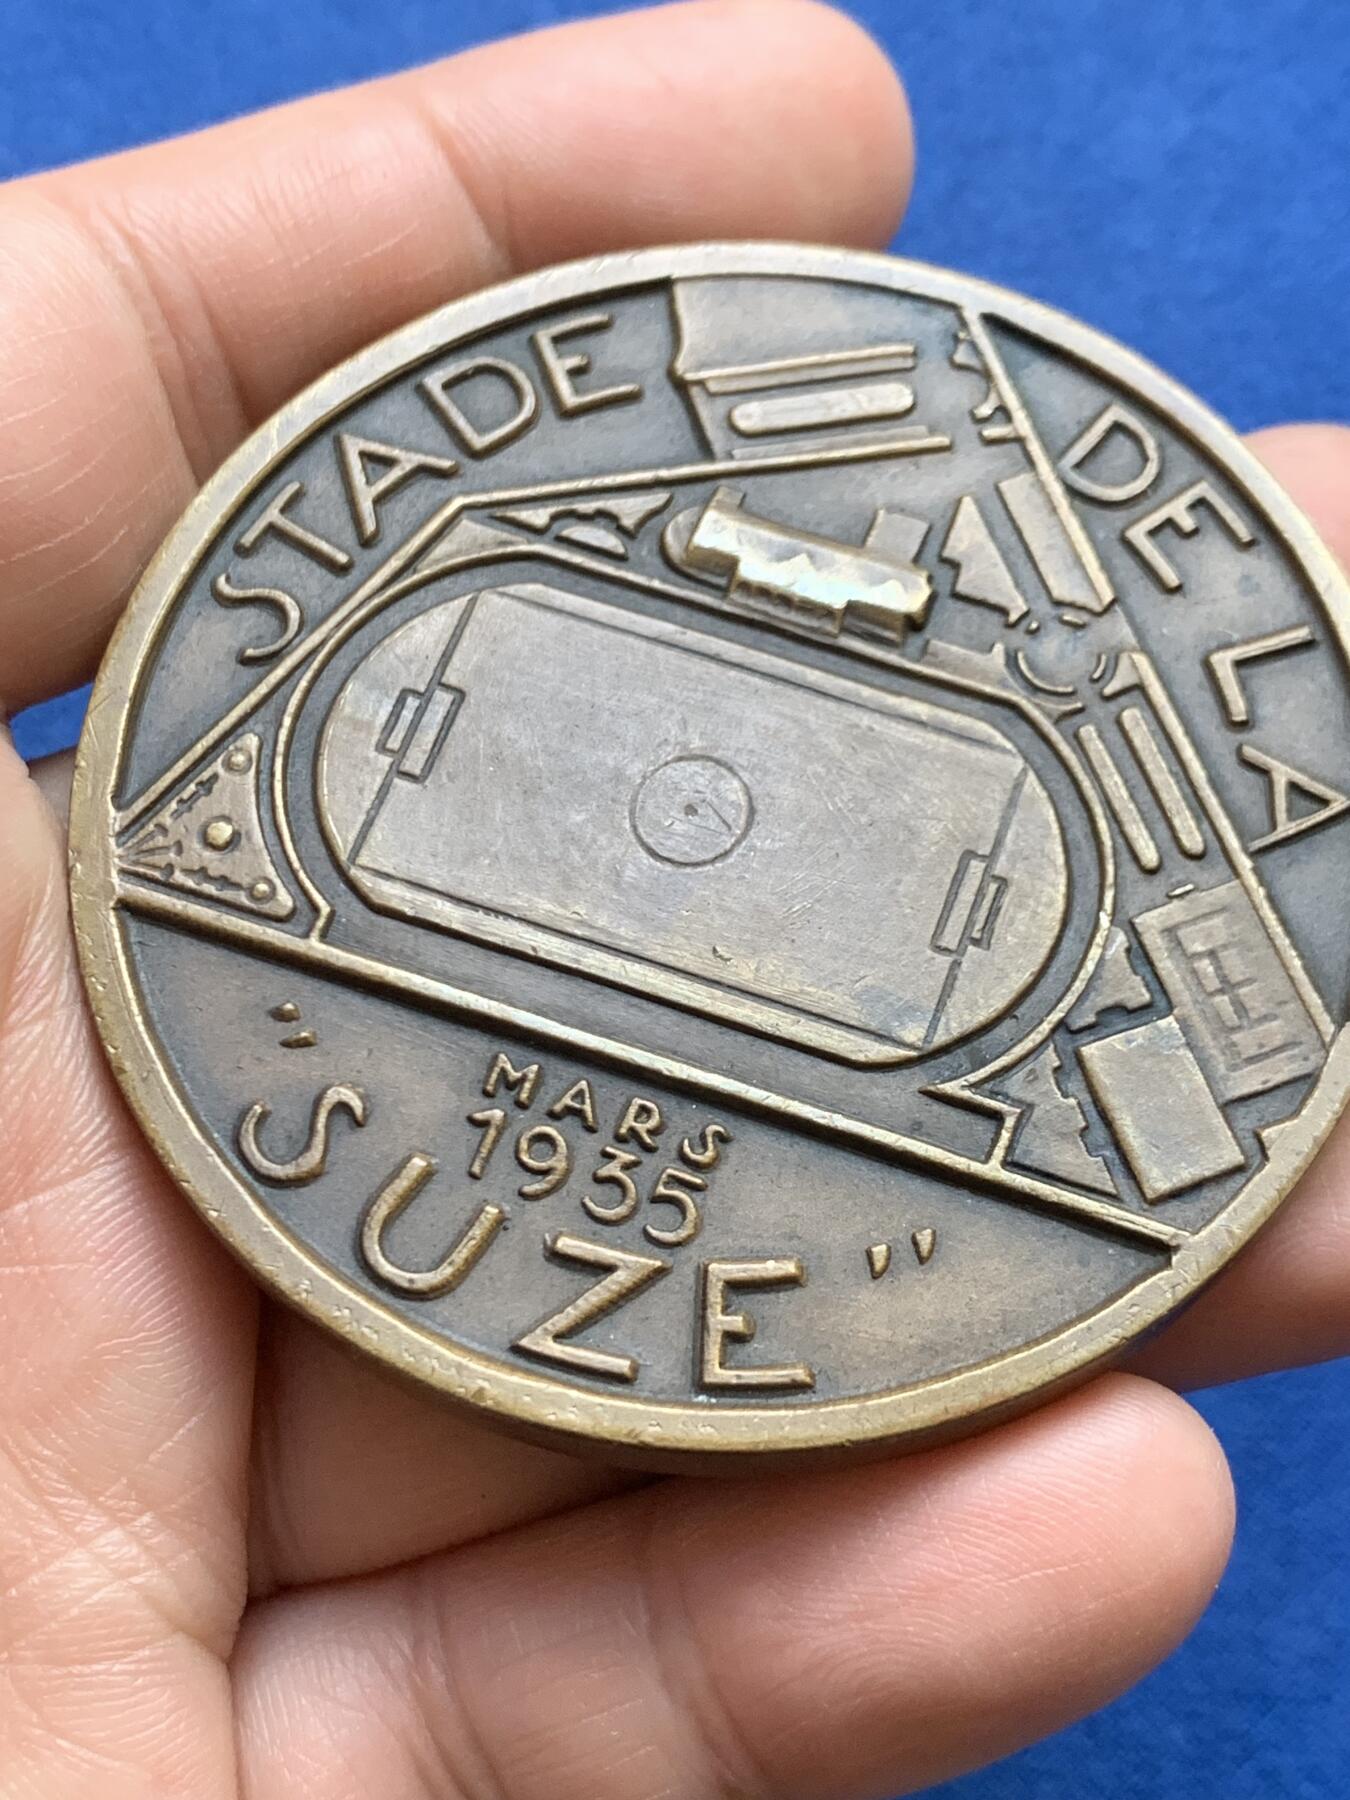 STADE DE LA
MARS
1935
"SUZE"